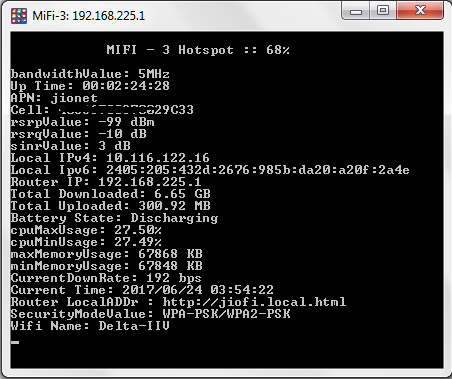 MiFi-3: 192.168.225.1
MIFI - 3 Hotspot :: 68%
bandwidthValue: 5MHz
Up Time: 00:02:24:28
APN: jionet
Cell:
rsrpValue: -99 dBm
rsrqValue: -10 dB
sinrValue: 3 dB
Local IPv4: 10.116.122.16
Local Ipv6: 2405:205:432d:2676:985b:da20:a20f:2a4e
Router IP: 192.168.225.1
Total Downloaded: 6.65 GB
Total Uploaded: 300.92 MB
Battery State: Discharging
cpuMaxUsage: 27.50%
cpuMinUsage: 27.49%
maxMemoryUsage: 67868 KB
minMemoryUsage: 67848 KB
CurrentDownRate: 192 bps
Current Time: 2017/06/24 03:54:22
Router LocalADDr : http://jiofi.local.html
SecurityModeValue: WPA-PSK/WPA2-PSK
Wifi Name: Delta-IIV